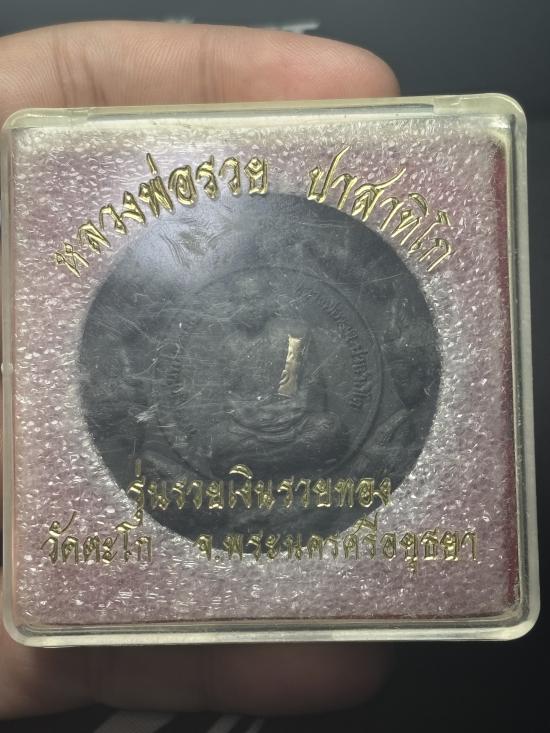 หลวงพ่อรวย ปาสาทิโก
รุ่นรวยเงินรวยทอง
วัดตะโก จ.พระนครศรีอยุธยา